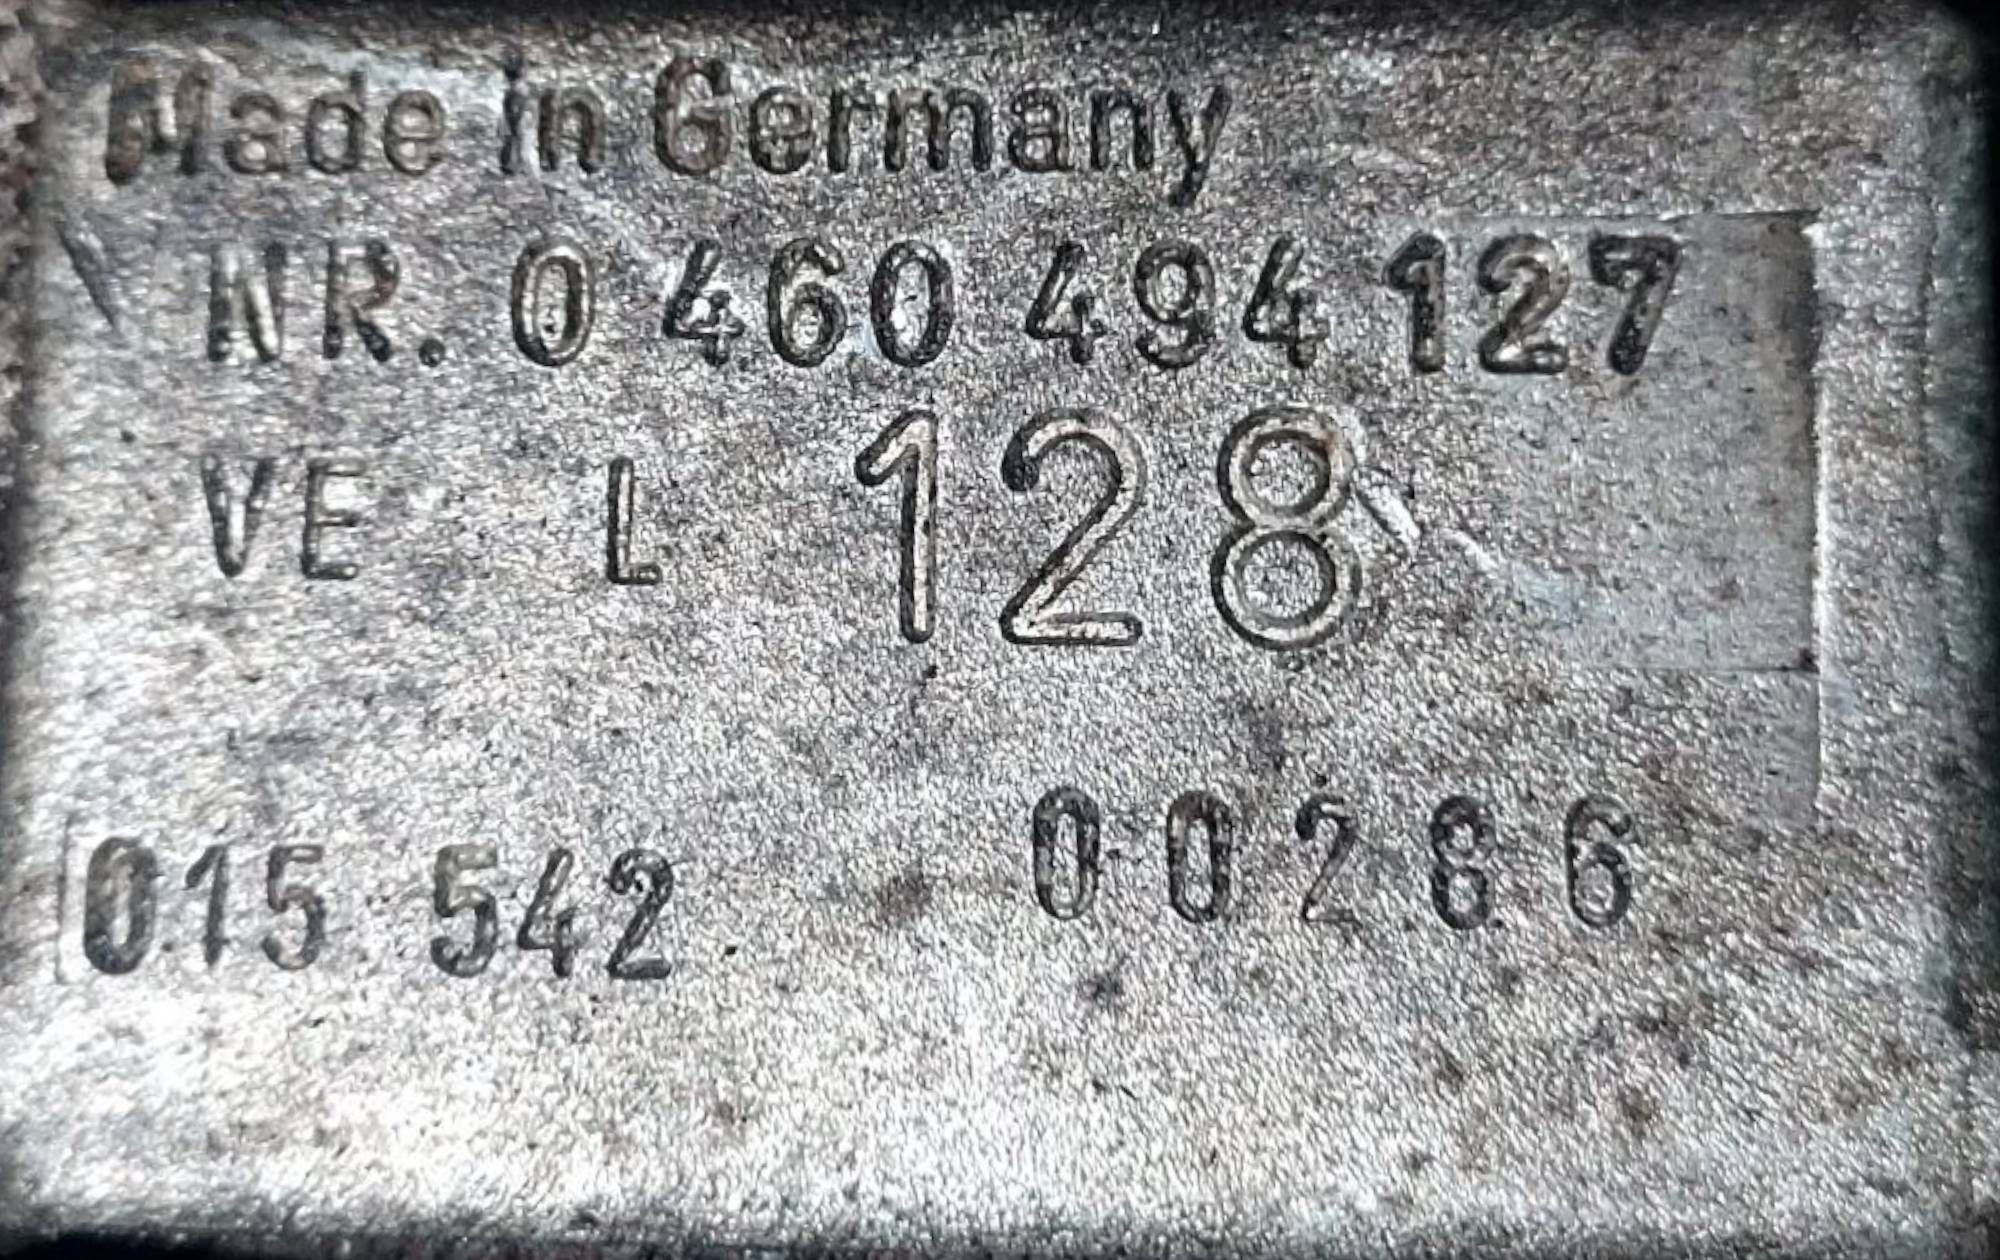 Made in Germany
NR. 0 460 494 127
VE L 128
015 542 00286